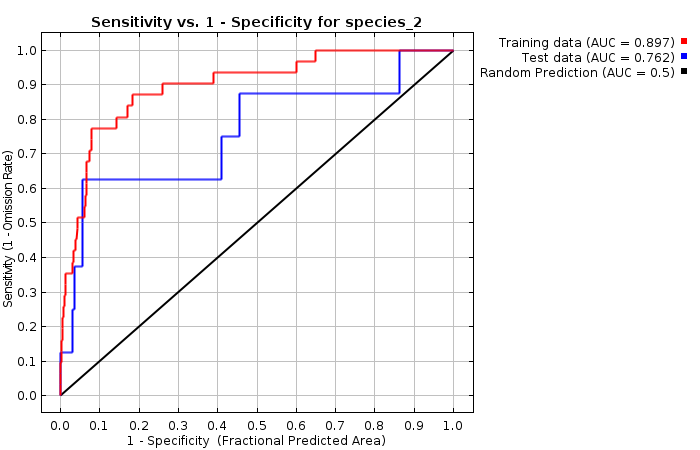 Sensitivity vs. 1 - Specificity for species_2
Training data (AUC = 0.897)
Test data (AUC = 0.762)
Random Prediction (AUC = 0.5)
Sensitivity (1 - Omission Rate)
1.0
0.9
0.8
0.7
0.6
0.5
0.4
0.3
0.2
0.1
0.0
0.0 0.1 0.2 0.3 0.4 0.5 0.6 0.7 0.8 0.9 1.0
1 - Specificity (Fractional Predicted Area)